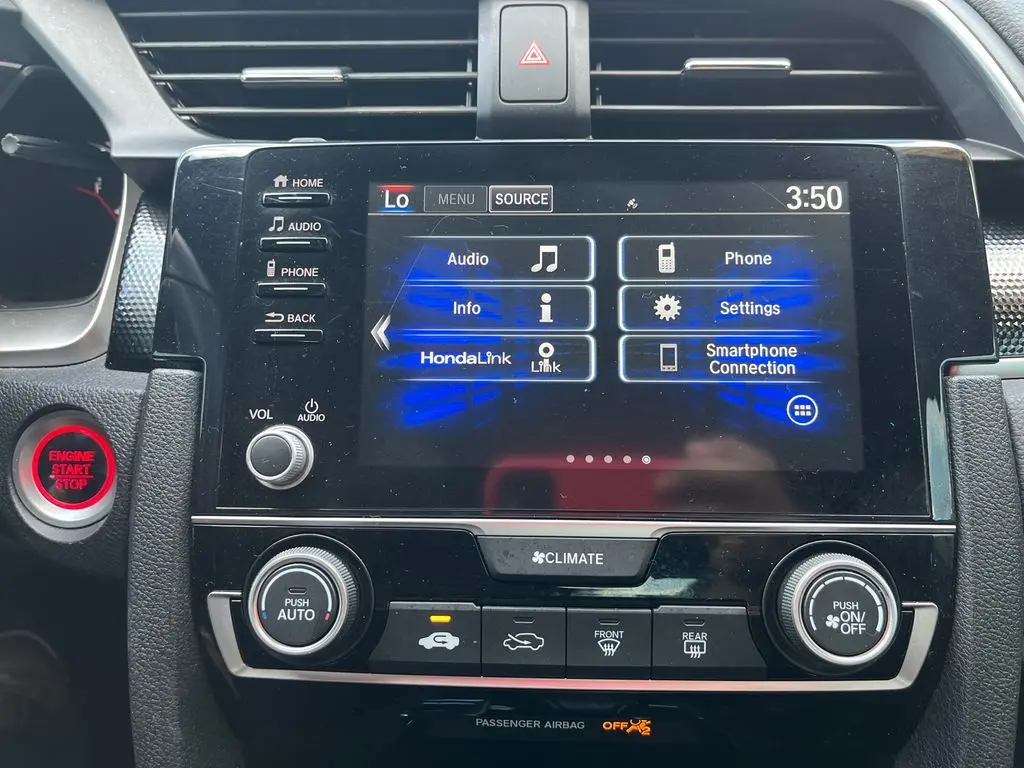 HOME
AUDIO
PHONE
BACK
VOL
AUDIO
Lo
MENU
SOURCE
3:50
Audio
Phone
Info
Settings
HondaLink
Link
Smartphone
Connection
ENGINE
START
STOP
CLIMATE
PUSH
AUTO
FRONT
REAR
PUSH
ON/
OFF
PASSENGER AIRBAG
OFF
2